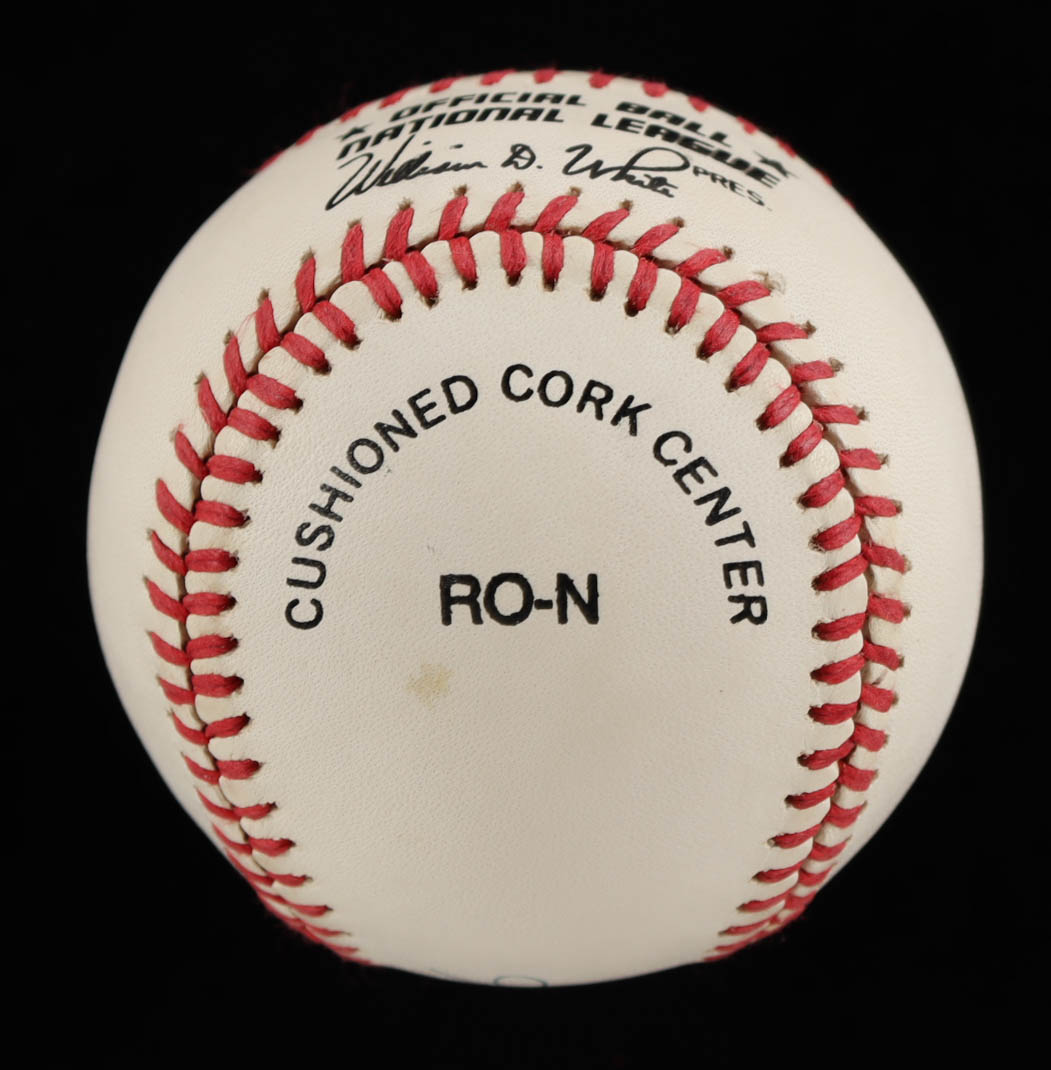 ★ OFFICIAL BALL ★
NATIONAL LEAGUE
William D. White PRES.
CUSHIONED CORK CENTER
RO-N